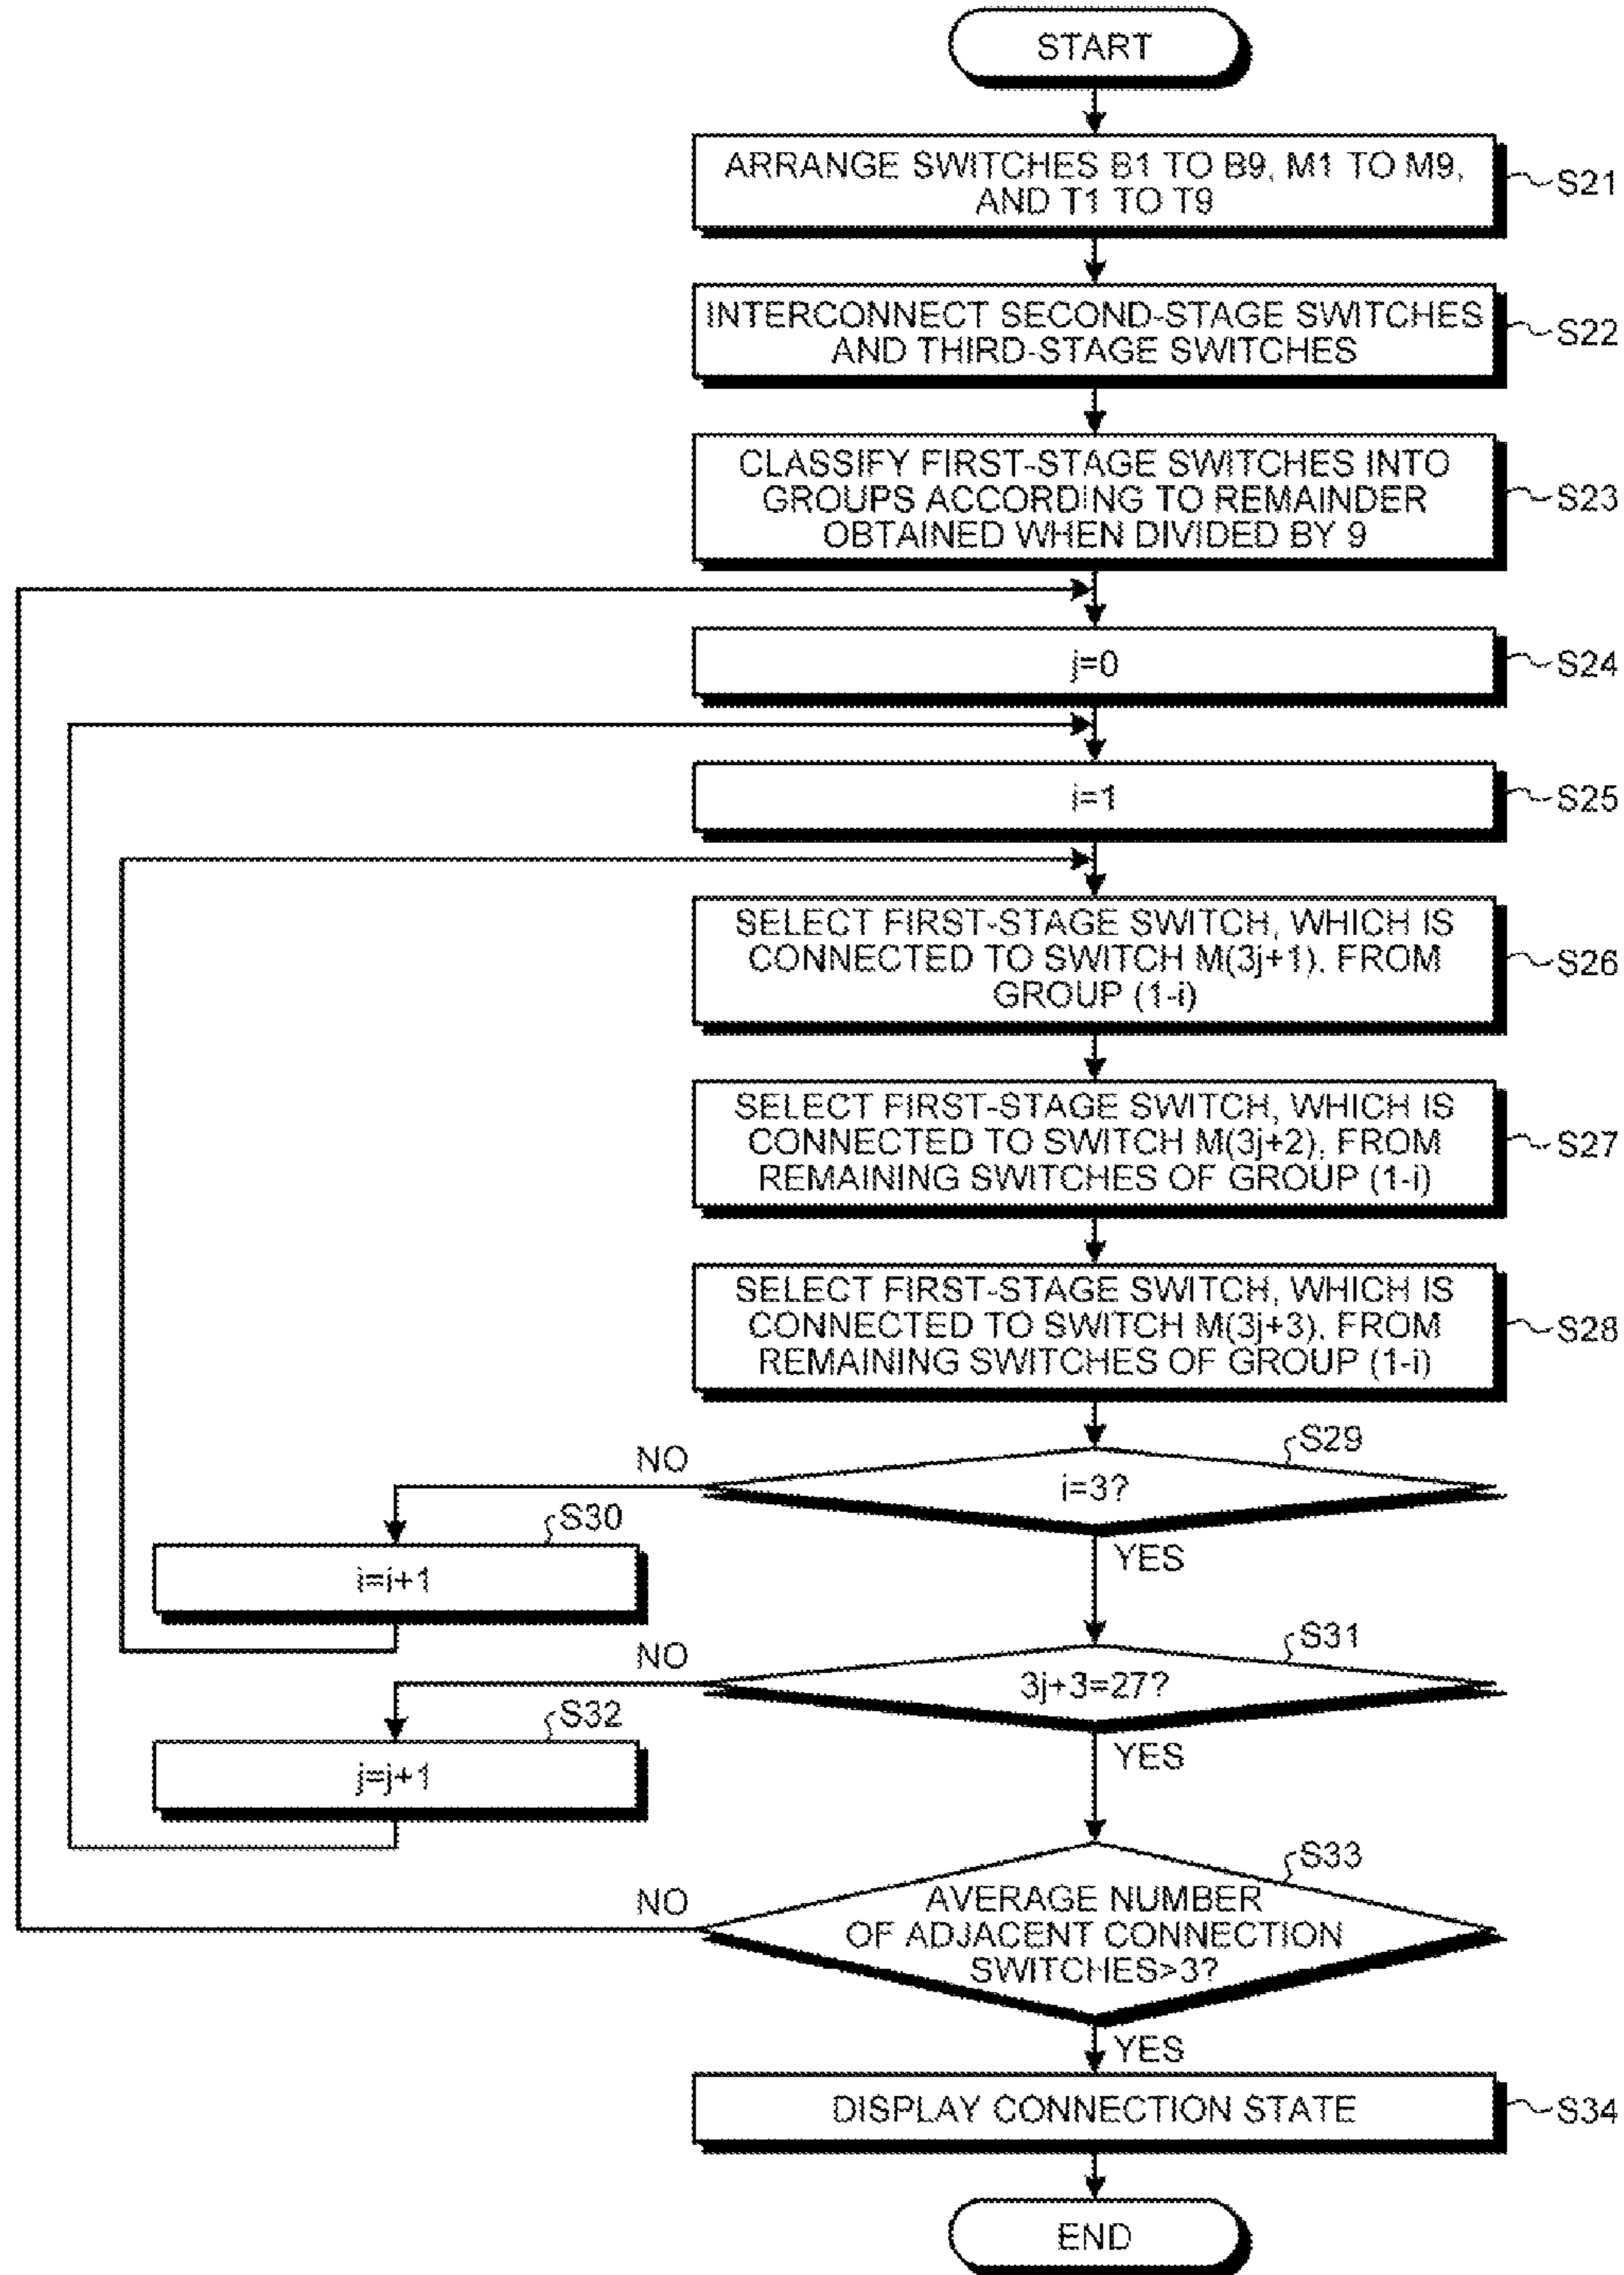 START
ARRANGE SWITCHES B1 TO B9, M1 TO M9,
AND T1 TO T9
S21
INTERCONNECT SECOND-STAGE SWITCHES
AND THIRD-STAGE SWITCHES
S22
CLASSIFY FIRST-STAGE SWITCHES INTO
GROUPS ACCORDING TO REMAINDER
OBTAINED WHEN DIVIDED BY 9
S23
j=0
S24
i=1
S25
SELECT FIRST-STAGE SWITCH, WHICH IS
CONNECTED TO SWITCH M(3j+1), FROM
GROUP (1-i)
S26
SELECT FIRST-STAGE SWITCH, WHICH IS
CONNECTED TO SWITCH M(3j+2), FROM
REMAINING SWITCHES OF GROUP (1-i)
S27
SELECT FIRST-STAGE SWITCH, WHICH IS
CONNECTED TO SWITCH M(3j+3), FROM
REMAINING SWITCHES OF GROUP (1-i)
S28
S29
NO
i=3?
S30
YES
i=i+1
S31
NO
3j+3=27?
S32
YES
j=j+1
S33
NO
AVERAGE NUMBER
OF ADJACENT CONNECTION
SWITCHES>3?
YES
DISPLAY CONNECTION STATE
S34
END